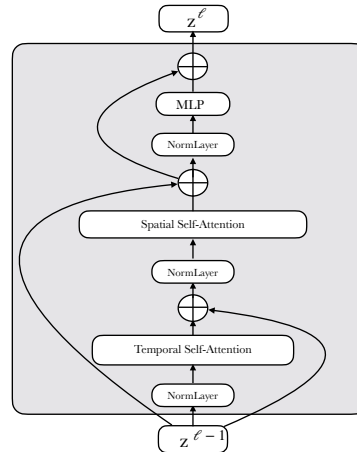 z^ℓ
MLP
NormLayer
Spatial Self-Attention
NormLayer
Temporal Self-Attention
NormLayer
z^{ℓ-1}